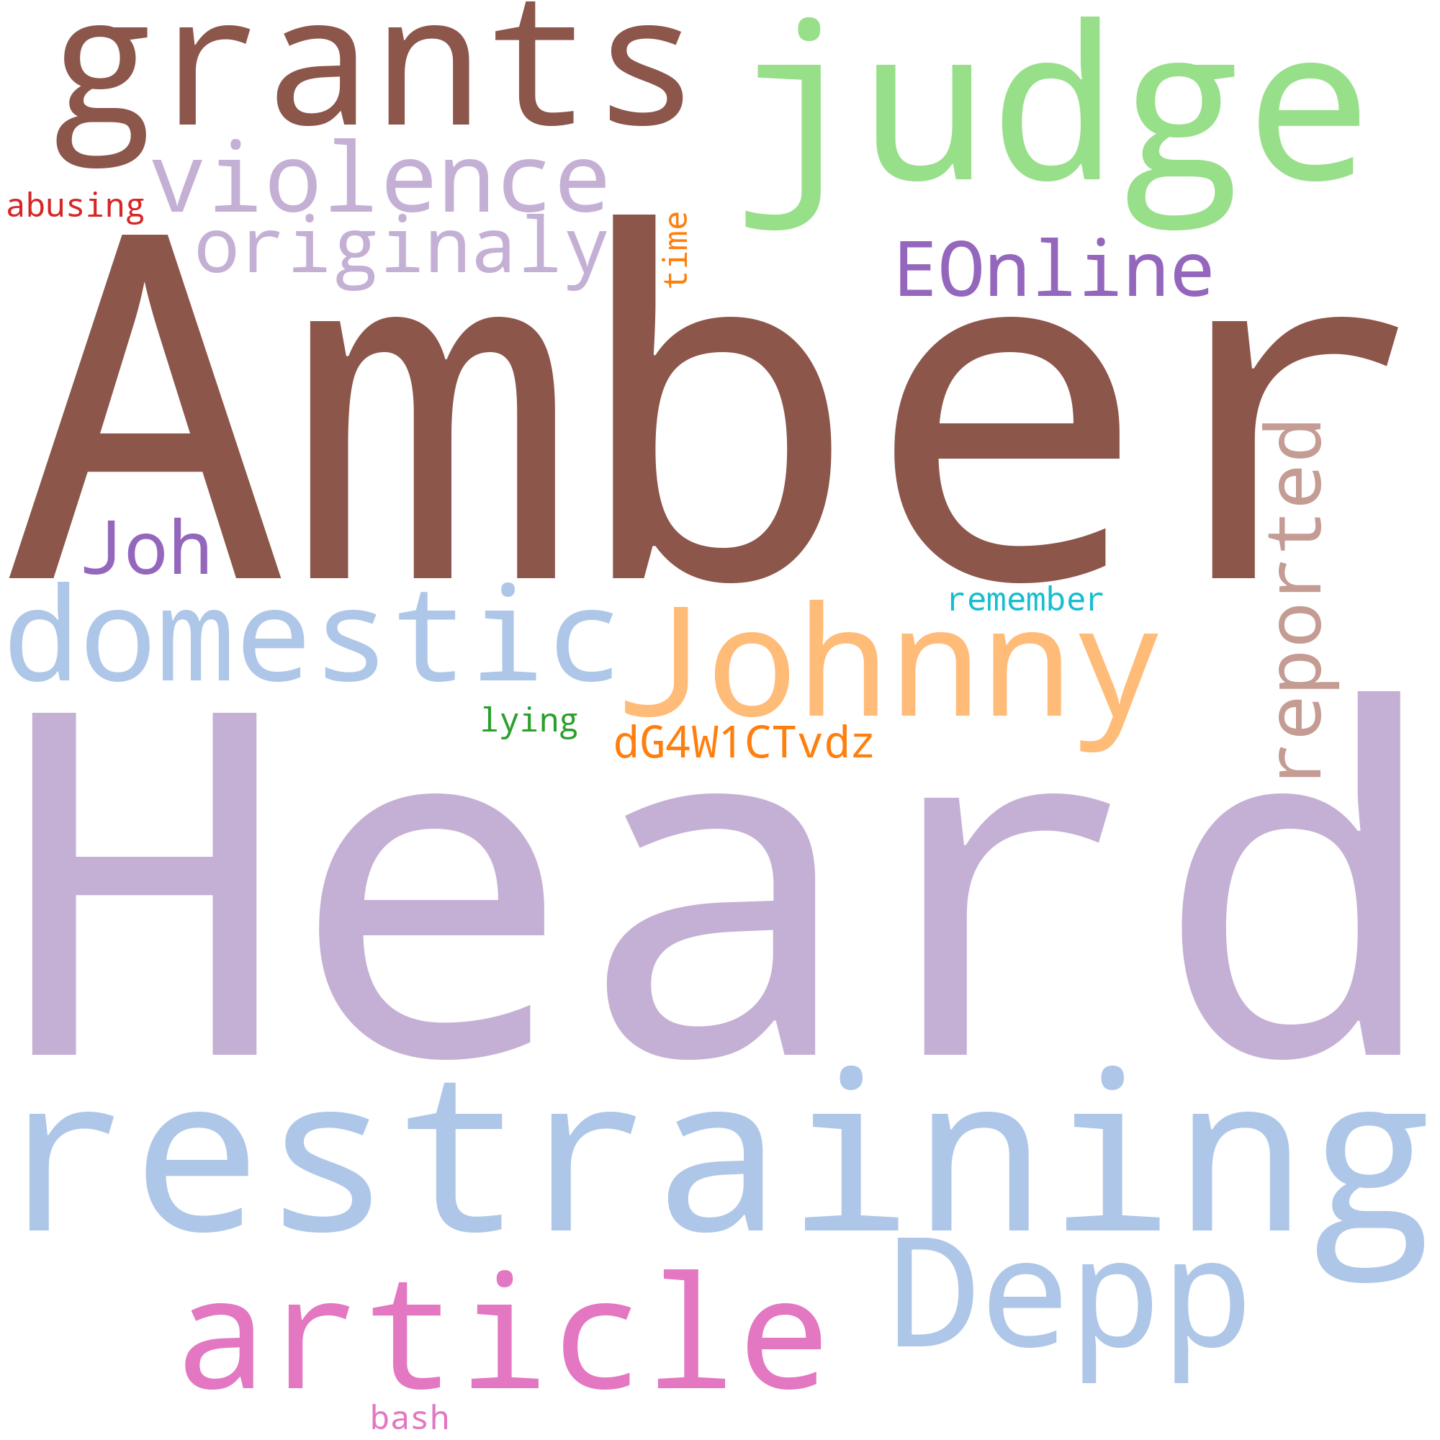 grants
judge
violence
abusing
originaly
time
EOnline
Amber
reported
Joh
domestic
remember
Johnny
lying
dG4W1CTvdz
Heard
restraining
Depp
article
bash